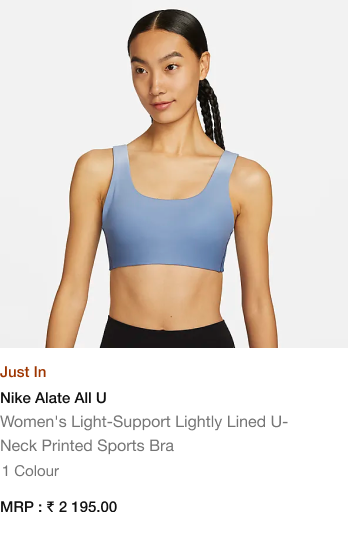 Just In
Nike Alate All U
Women's Light-Support Lightly Lined U-
Neck Printed Sports Bra
1 Colour
MRP : ₹ 2 195.00